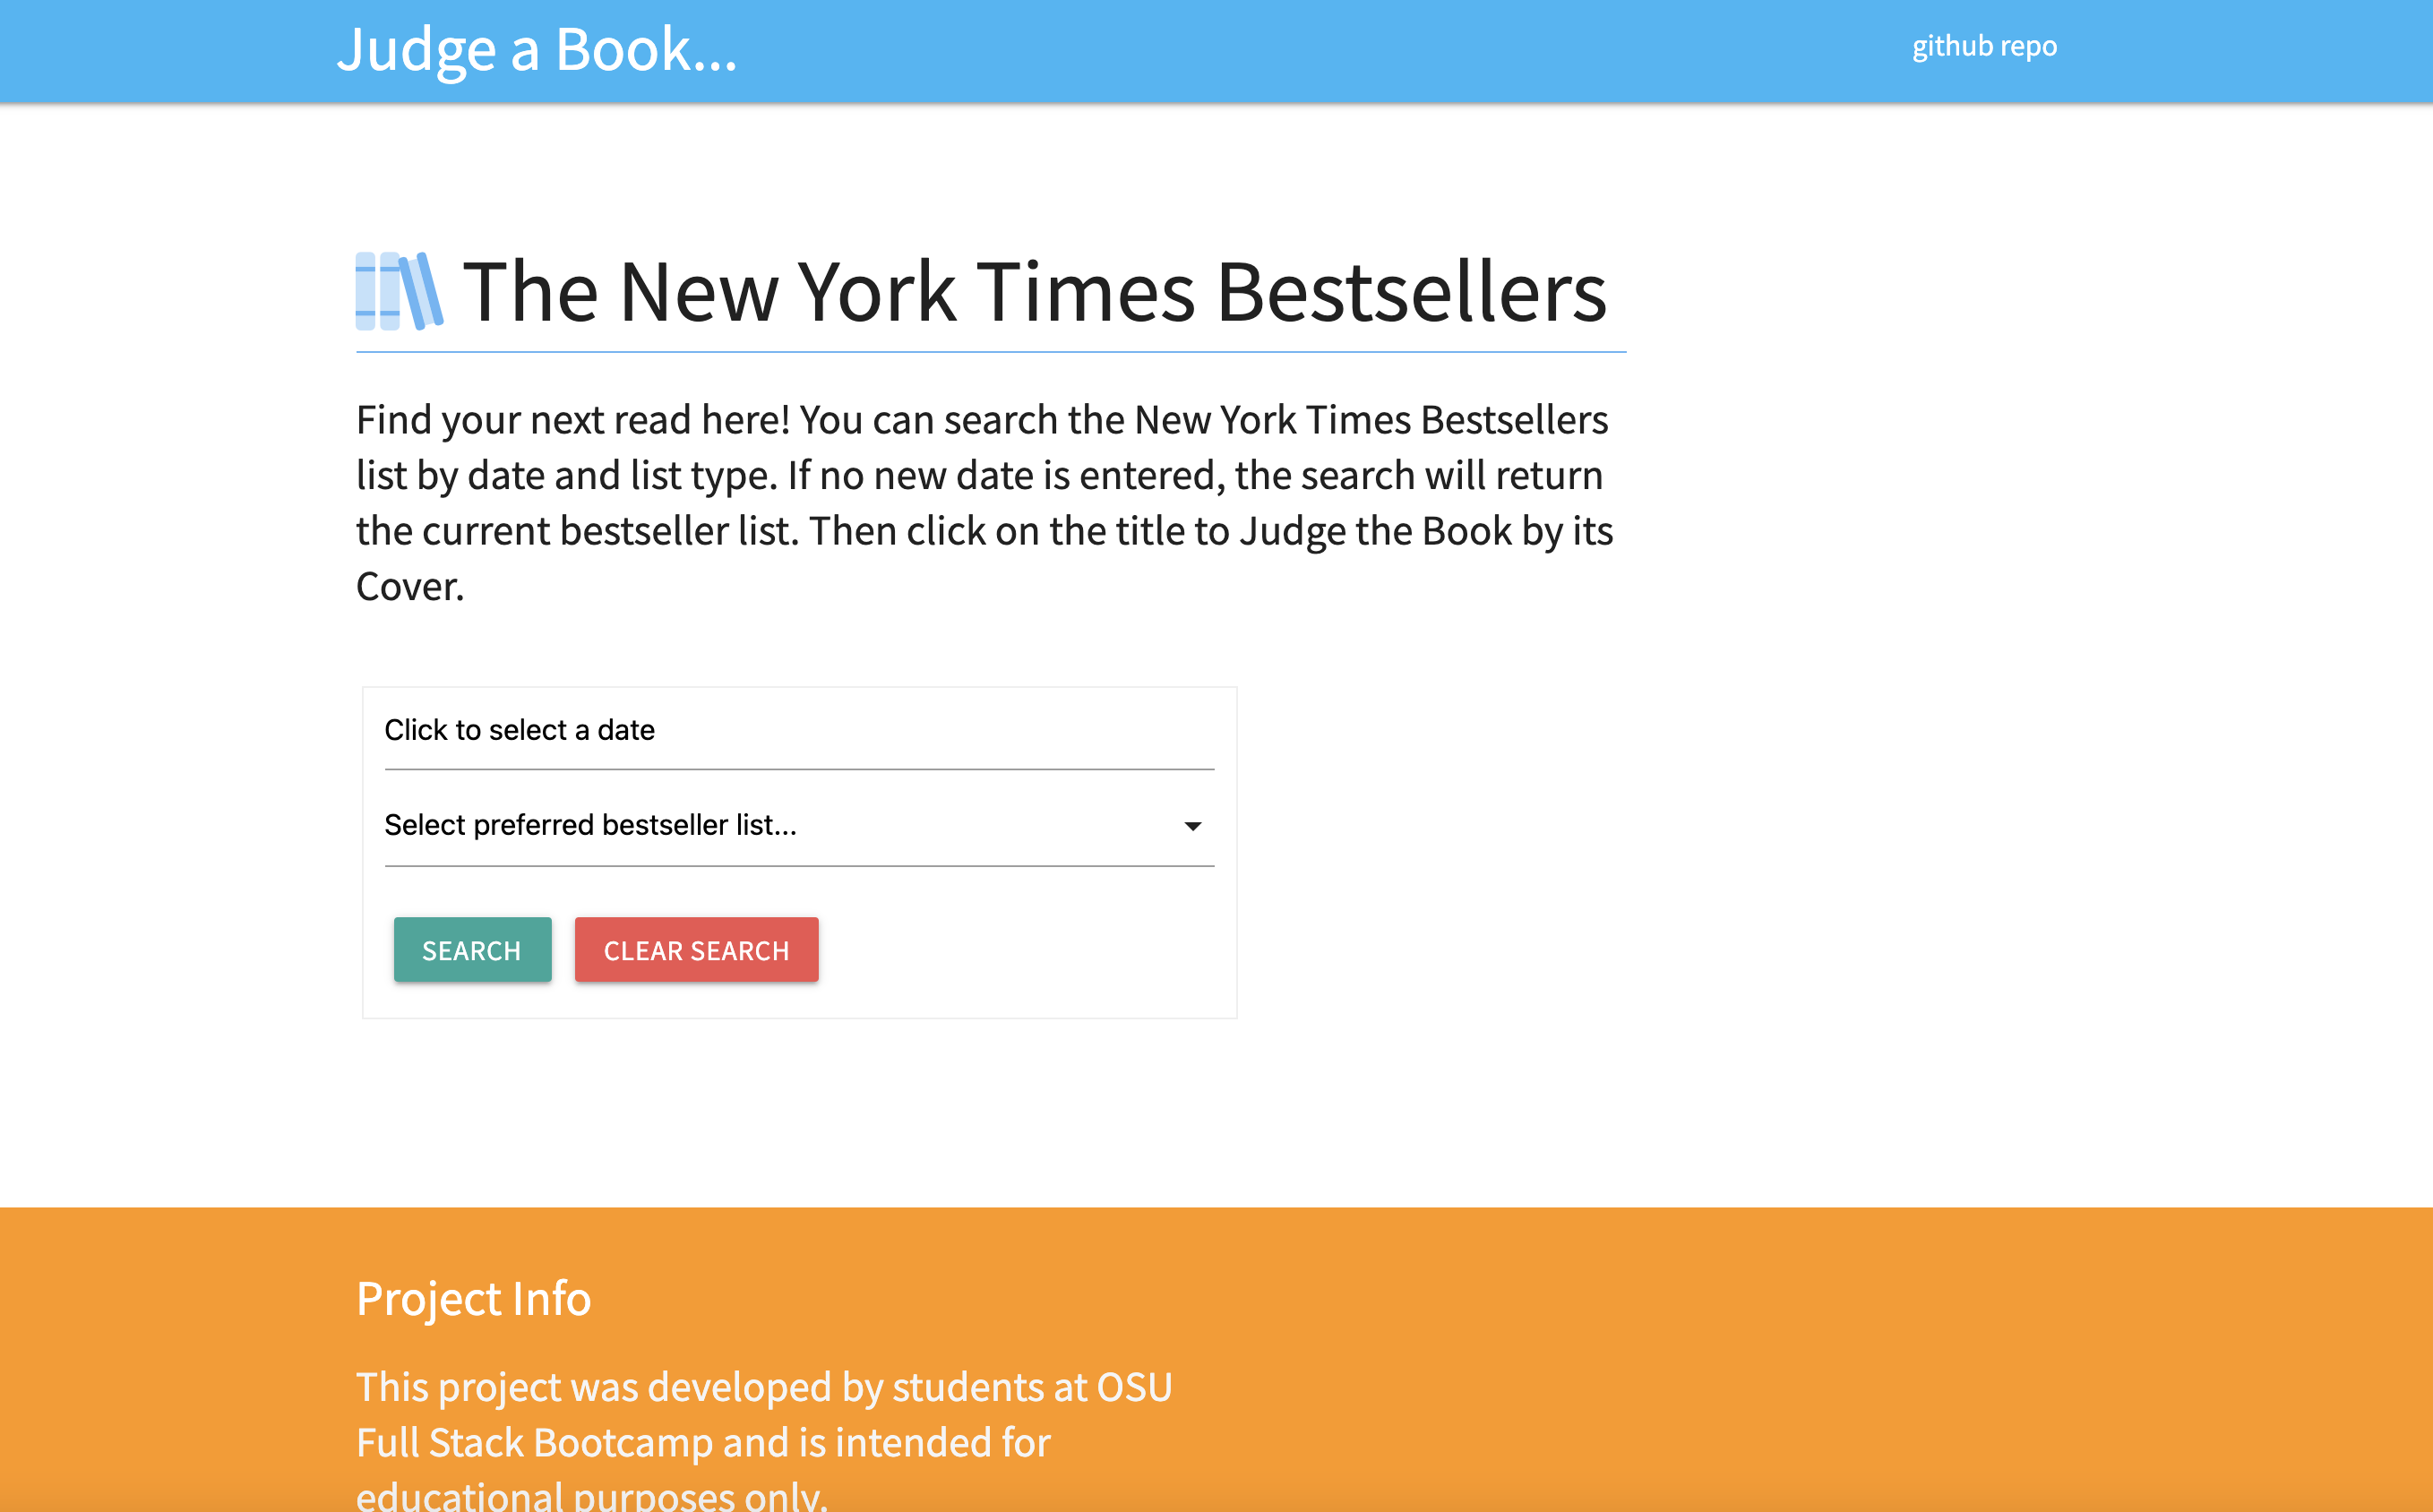 Judge a Book...
github repo
The New York Times Bestsellers
Find your next read here! You can search the New York Times Bestsellers
list by date and list type. If no new date is entered, the search will return
the current bestseller list. Then click on the title to Judge the Book by its
Cover.
Click to select a date
Select preferred bestseller list...
SEARCH
CLEAR SEARCH
Project Info
This project was developed by students at OSU
Full Stack Bootcamp and is intended for
educational purposes only.